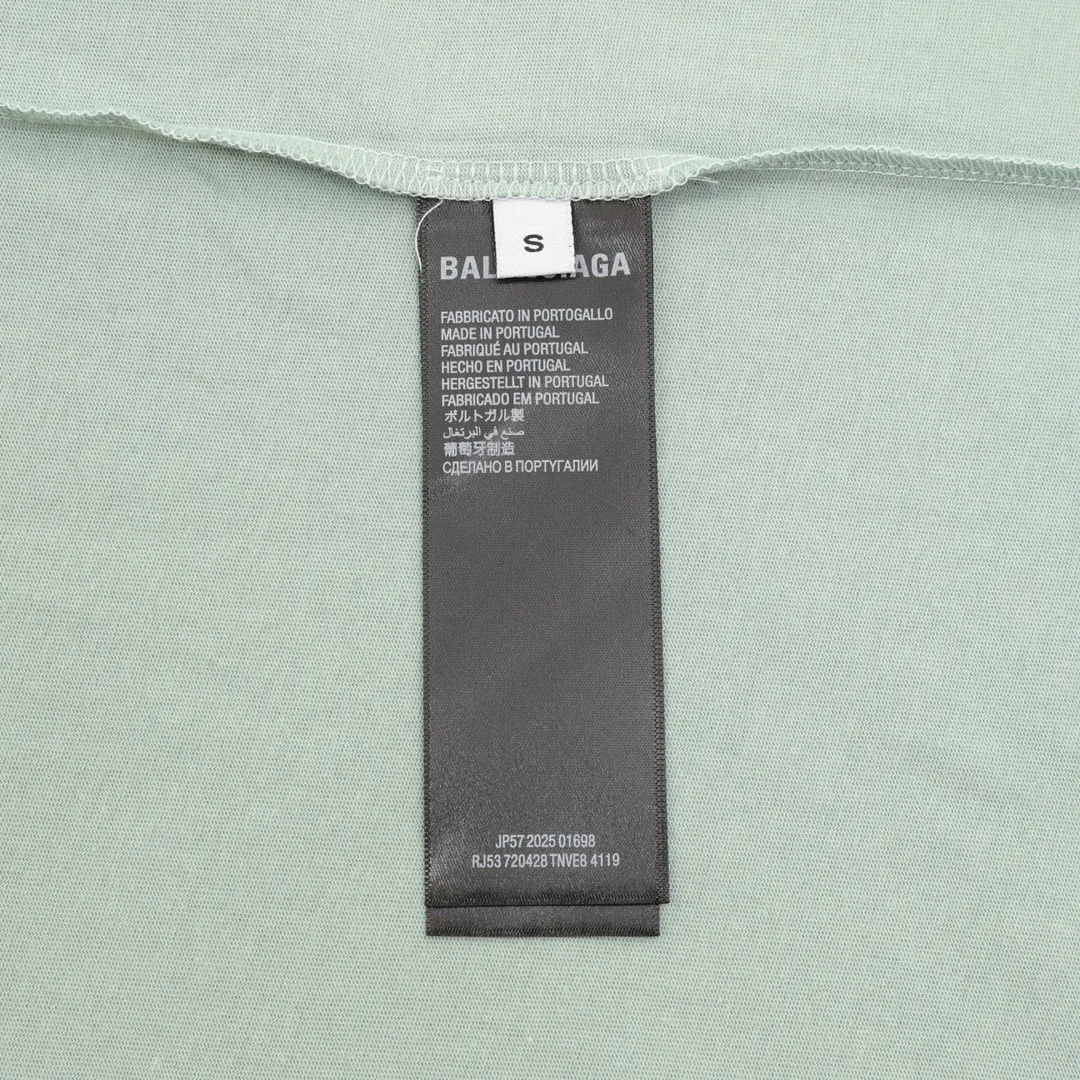 S
BALENCIAGA
FABBRICATO IN PORTOGALLO
MADE IN PORTUGAL
FABRIQUÉ AU PORTUGAL
HECHO EN PORTUGAL
HERGESTELLT IN PORTUGAL
FABRICADO EM PORTUGAL
ポルトガル製
صنع في البرتغال
葡萄牙制造
СДЕЛАНО В ПОРТУГАЛИИ
JP57 2025 01698
RJ53 720428 TNVE8 4119